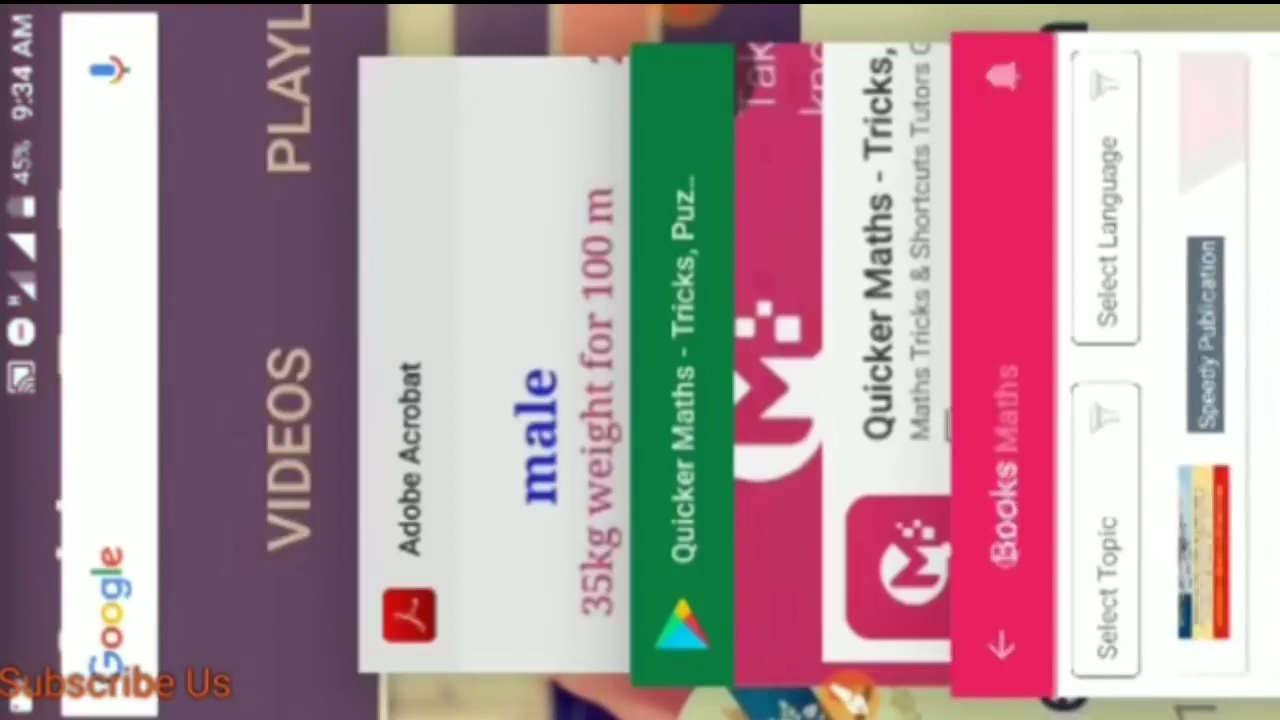 45% 9:34 AM
Google
VIDEOS PLAYL
Adobe Acrobat
male
35kg weight for 100 m
Quicker Maths - Tricks, Puz..
Quicker Maths - Tricks,
Maths Tricks & Shortcuts Tutors
Books Maths
Select Topic Select Language
Speedy Publication
Subscribe Us